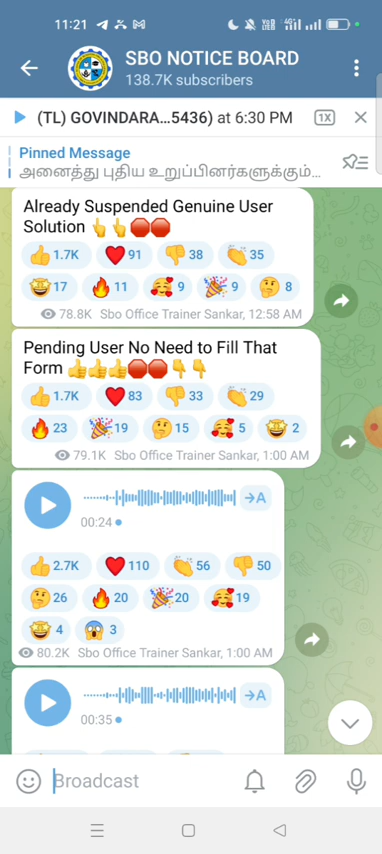 11:21
VoD
4G
SBO NOTICE BOARD
138.7K subscribers
(TL) GOVINDARA...5436) at 6:30 PM 1X
Pinned Message
அனைத்து புதிய உறுப்பினர்களுக்கும்...
Already Suspended Genuine User
Solution
1.7K 91 38 35
17 11 9 9 8
78.8K Sbo Office Trainer Sankar, 12:58 AM
Pending User No Need to Fill That
Form
1.7K 83 33 29
23 19 15 5 2
79.1K Sbo Office Trainer Sankar, 1:00 AM
→A
00:24
2.7K 110 56 50
26 20 20 19
4 3
80.2K Sbo Office Trainer Sankar, 1:00 AM
→A
00:35
Broadcast